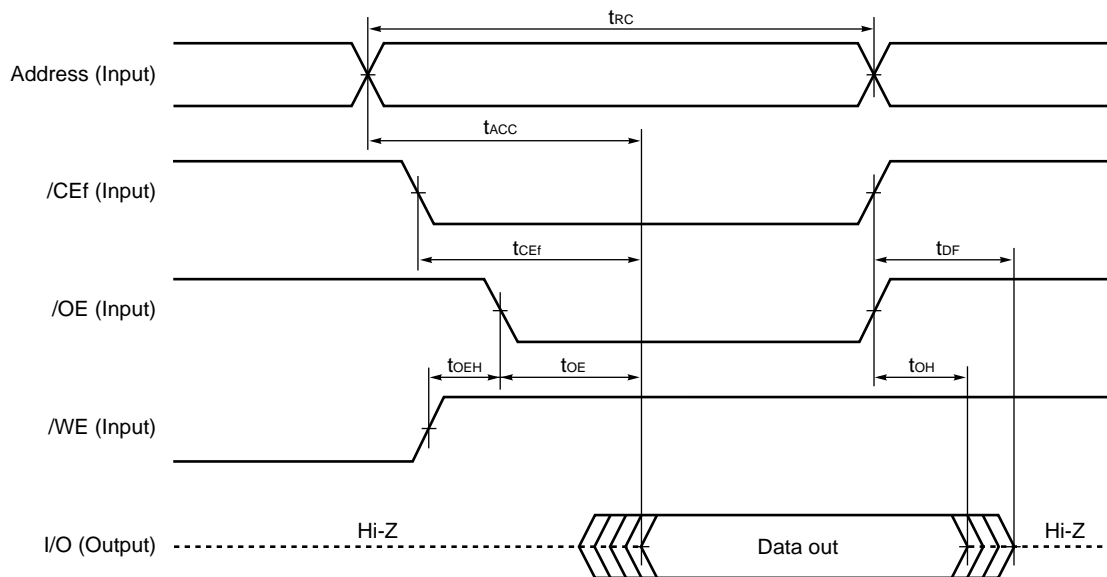 tRC
Address (Input)
tACC
/CEf (Input)
tCEf
tDF
/OE (Input)
tOEH
tOE
tOH
/WE (Input)
Hi-Z
Hi-Z
I/O (Output)
Data out